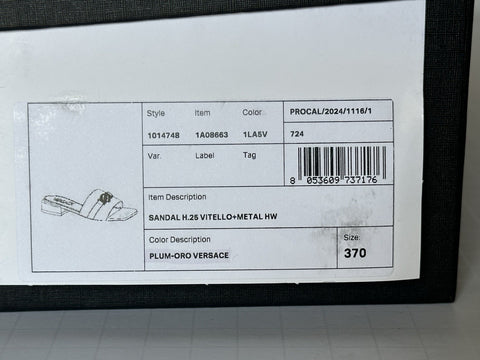 Style Item Color PROCAL/2024/1116/1
1014748 1A08663 1LA5V 724
Var. Label Tag
8 053609 737176
Item Description
SANDAL H.25 VITELLO+METAL HW
Color Description Size:
PLUM-ORO VERSACE 370